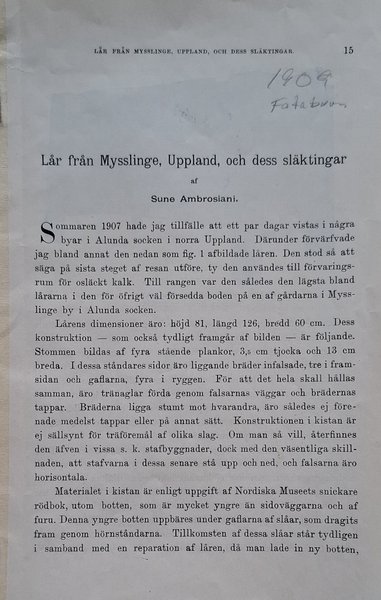 LÅR FRÅN MYSSLINGE, UPPLAND, OCH DESS SLÄKTINGAR. 15
1909
Fataburen
Lår från Mysslinge, Uppland, och dess släktingar
af
Sune Ambrosiani.
Sommaren 1907 hade jag tillfälle att ett par dagar vistas i några
byar i Alunda socken i norra Uppland. Därunder förvärfvade
jag bland annat den nedan som fig. 1 afbildade låren. Den stod så att
säga på sista steget af resan utföre, ty den användes till förvarings-
rum för osläckt kalk. Till rangen var den således den lägsta bland
lårarna i den för öfrigt väl försedda boden på en af gårdarna i Myss-
linge by i Alunda socken.
Lårens dimensioner äro: höjd 81, längd 126, bredd 60 cm. Dess
konstruktion — som också tydligt framgår af bilden — är följande.
Stommen bildas af fyra stående plankor, 3,5 cm tjocka och 13 cm
breda. I dessa ståndares sidor äro liggande bräder infalsade, tre i fram-
sidan och gaflarna, fyra i ryggen. För att det hela skall hållas
samman, äro tränaglar förda genom falsarnas väggar och brädernas
tappar. Bräderna ligga stumt mot hvarandra, äro således ej före-
nade medelst tappar eller på annat sätt. Konstruktionen i kistan är
ej sällsynt för träföremål af olika slag. Om man så vill, återfinnes
den äfven i vissa s. k. stafbyggnader, dock med den väsentliga skill-
naden, att stafvarna i dessa senare stå upp och ned, och falsarna äro
horisontala.
Materialet i kistan är enligt uppgift af Nordiska Museets snickare
rödbok, utom botten, som är mycket yngre än sidoväggarna och af
furu. Denna yngre botten uppbäres under gaflarna af slåar, som dragits
fram genom hörnståndarna. Tillkomsten af dessa slåar står tydligen
i samband med en reparation af låren, då man lade in ny botten,